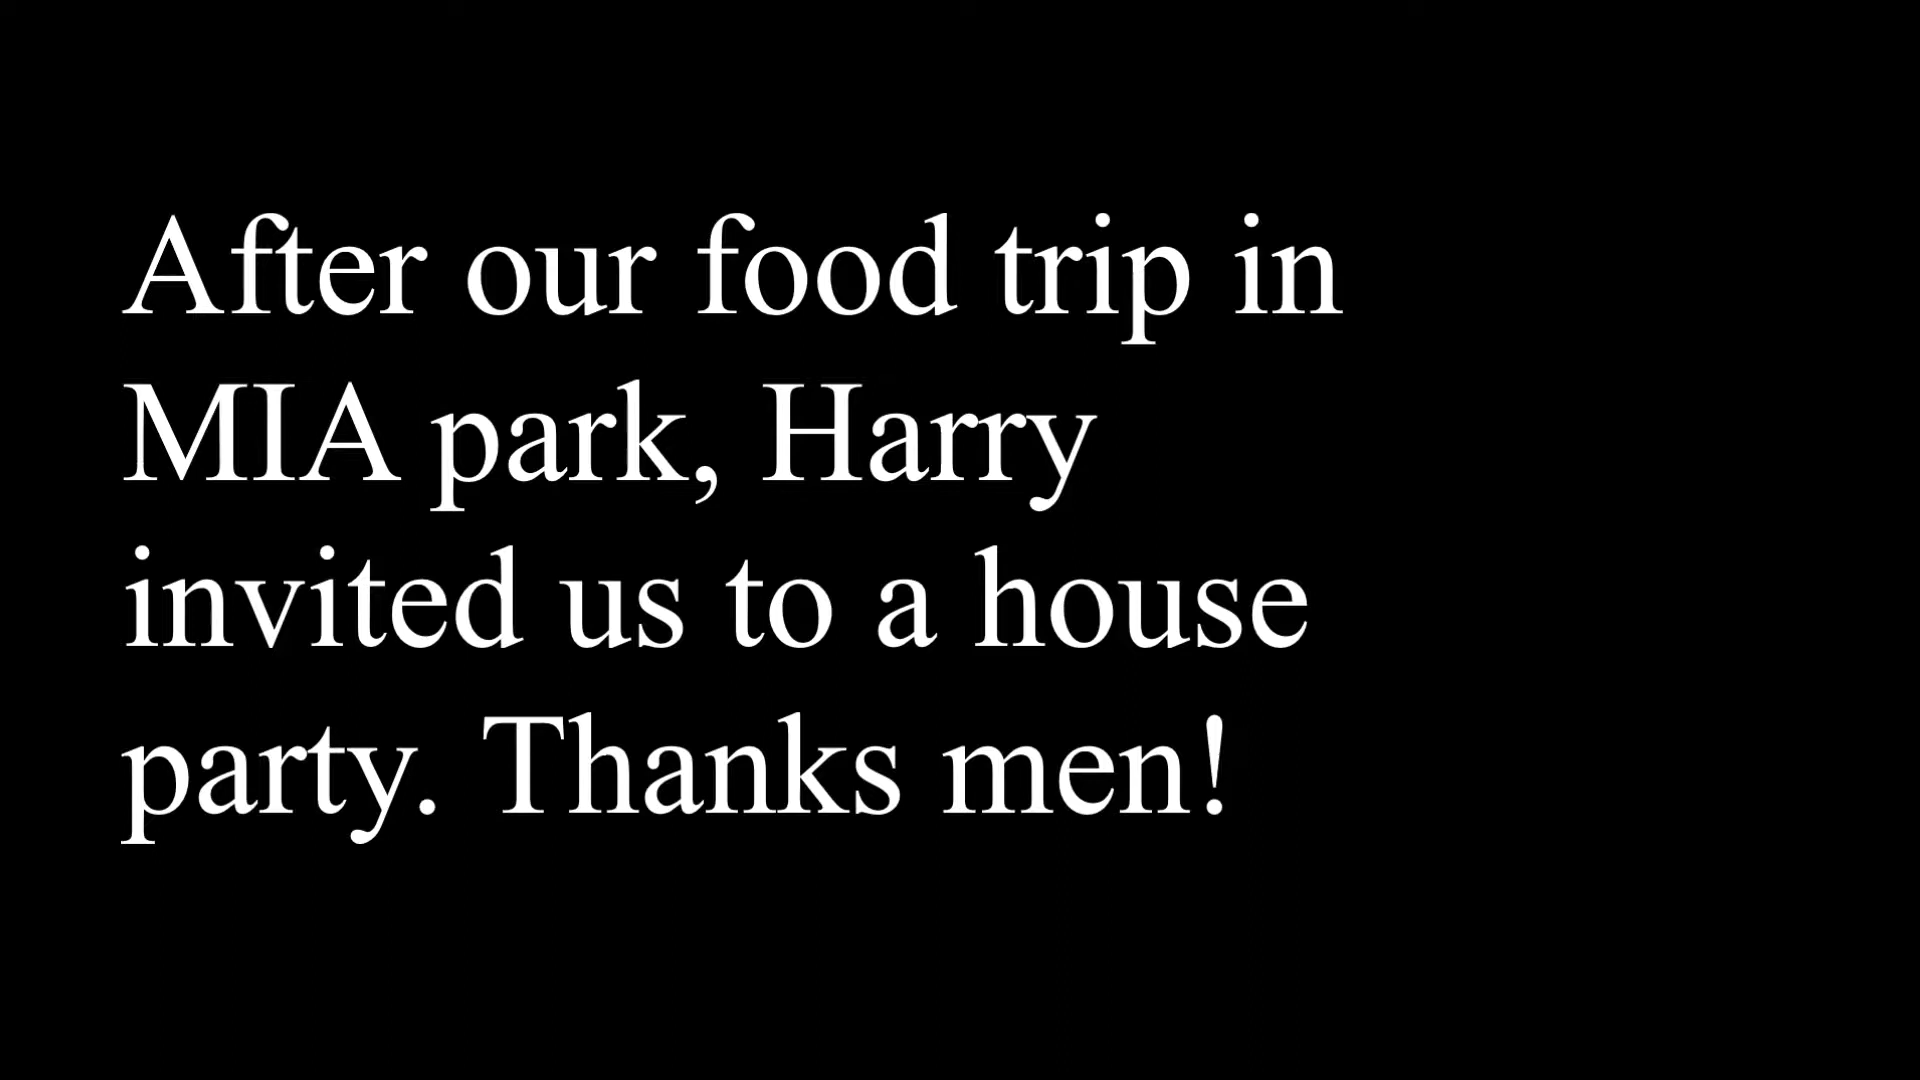 After our food trip in
MIA park, Harry
invited us to a house
party. Thanks men!